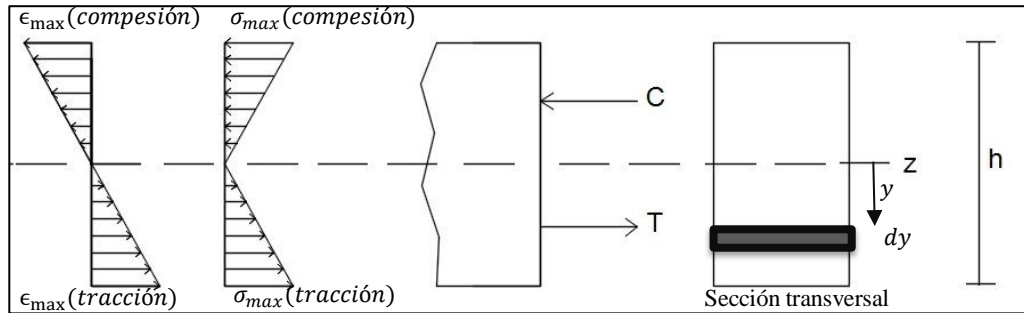 ϵmax(compesión)
σmax(compesión)
C
z
h
y
T
dy
ϵmax(tracción)
σmax(tracción)
Sección transversal